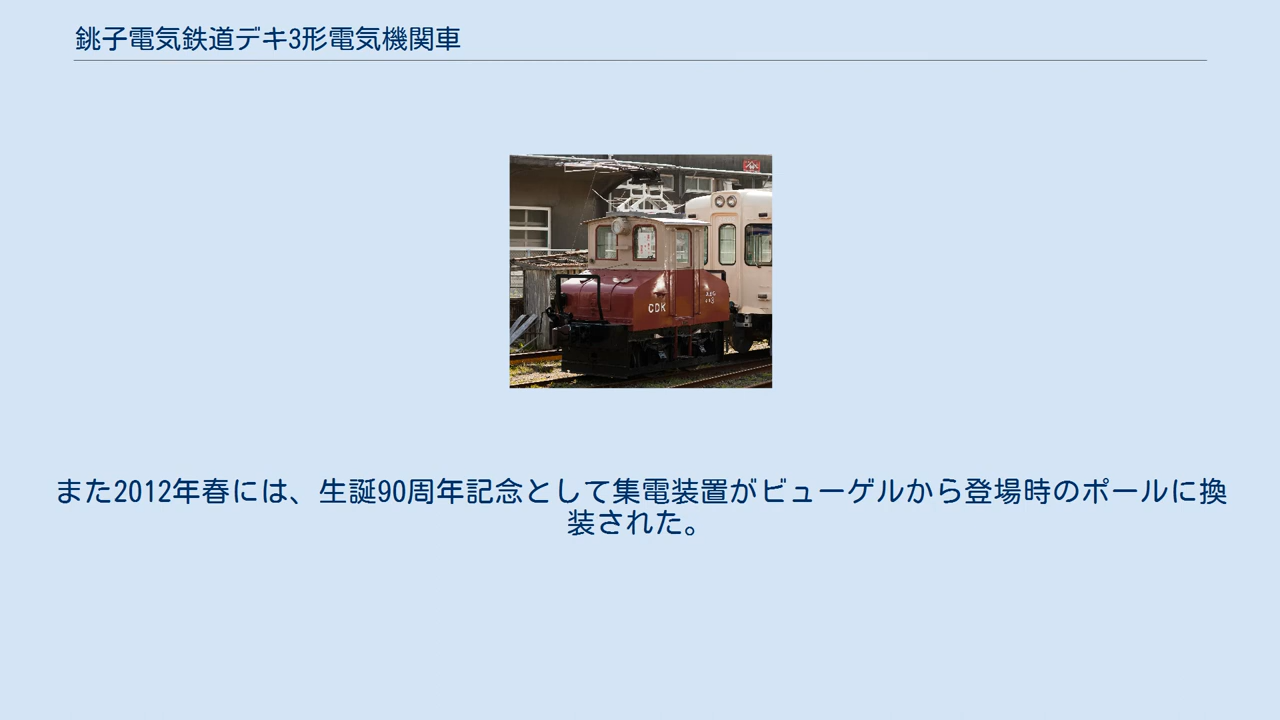 銚子電気鉄道デキ3形電気機関車
CDK
また2012年春には、生誕90周年記念として集電装置がビューゲルから登場時のポールに換
装された。